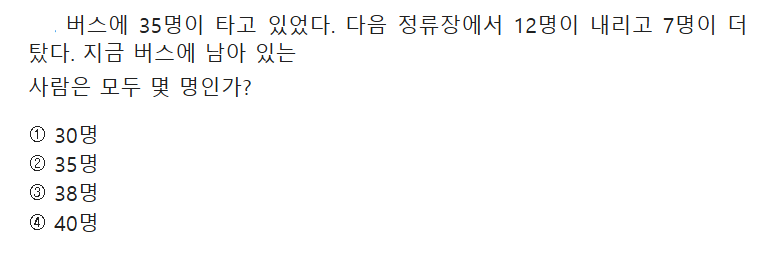 . 버스에 35명이 타고 있었다. 다음 정류장에서 12명이 내리고 7명이 더
탔다. 지금 버스에 남아 있는
사람은 모두 몇 명인가?
① 30명
② 35명
③ 38명
④ 40명